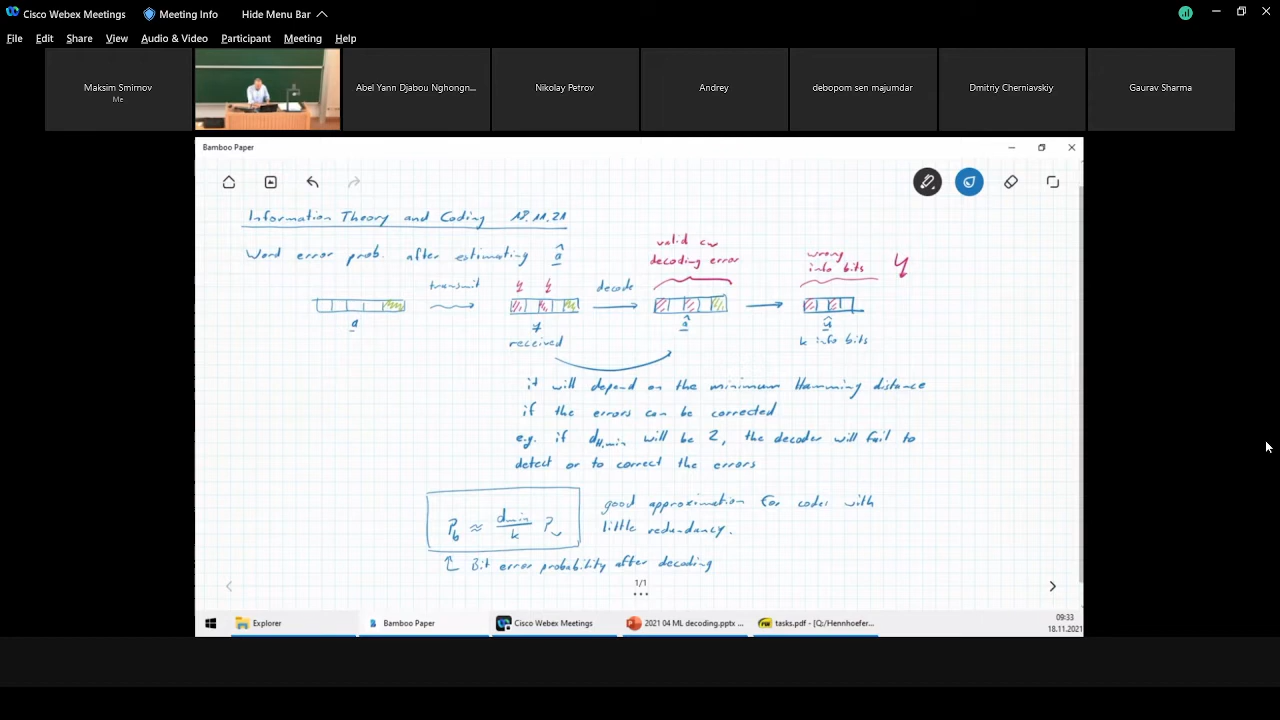 Cisco Webex Meetings
Meeting Info
Hide Menu Bar
File Edit Share View Audio & Video Participant Meeting Help
Maksim Smirnov
Me
Abel Yann Djabou Nghongn...
Nikolay Petrov
Andrey
debopom sen majumdar
Dmitriy Cherniavskiy
Gaurav Sharma
Bamboo Paper
Information Theory and Coding 18.11.21
Word error prob. after estimating â
valid cw
decoding error
wrong
info bits
transmit
decode
a
received
â
û
k info bits
it will depend on the minimum Hamming distance
if the errors can be corrected
e.g. if d_H,min will be 2, the decoder will fail to
detect or to correct the errors
P_b ≈ d_min/k P_w
good approximation for codes with
little redundancy.
Bit error probability after decoding
1/1
Explorer
Bamboo Paper
Cisco Webex Meetings
2021 04 ML decoding.pptx ...
tasks.pdf - [Q:/Hennhoefer...
09:33
18.11.2021